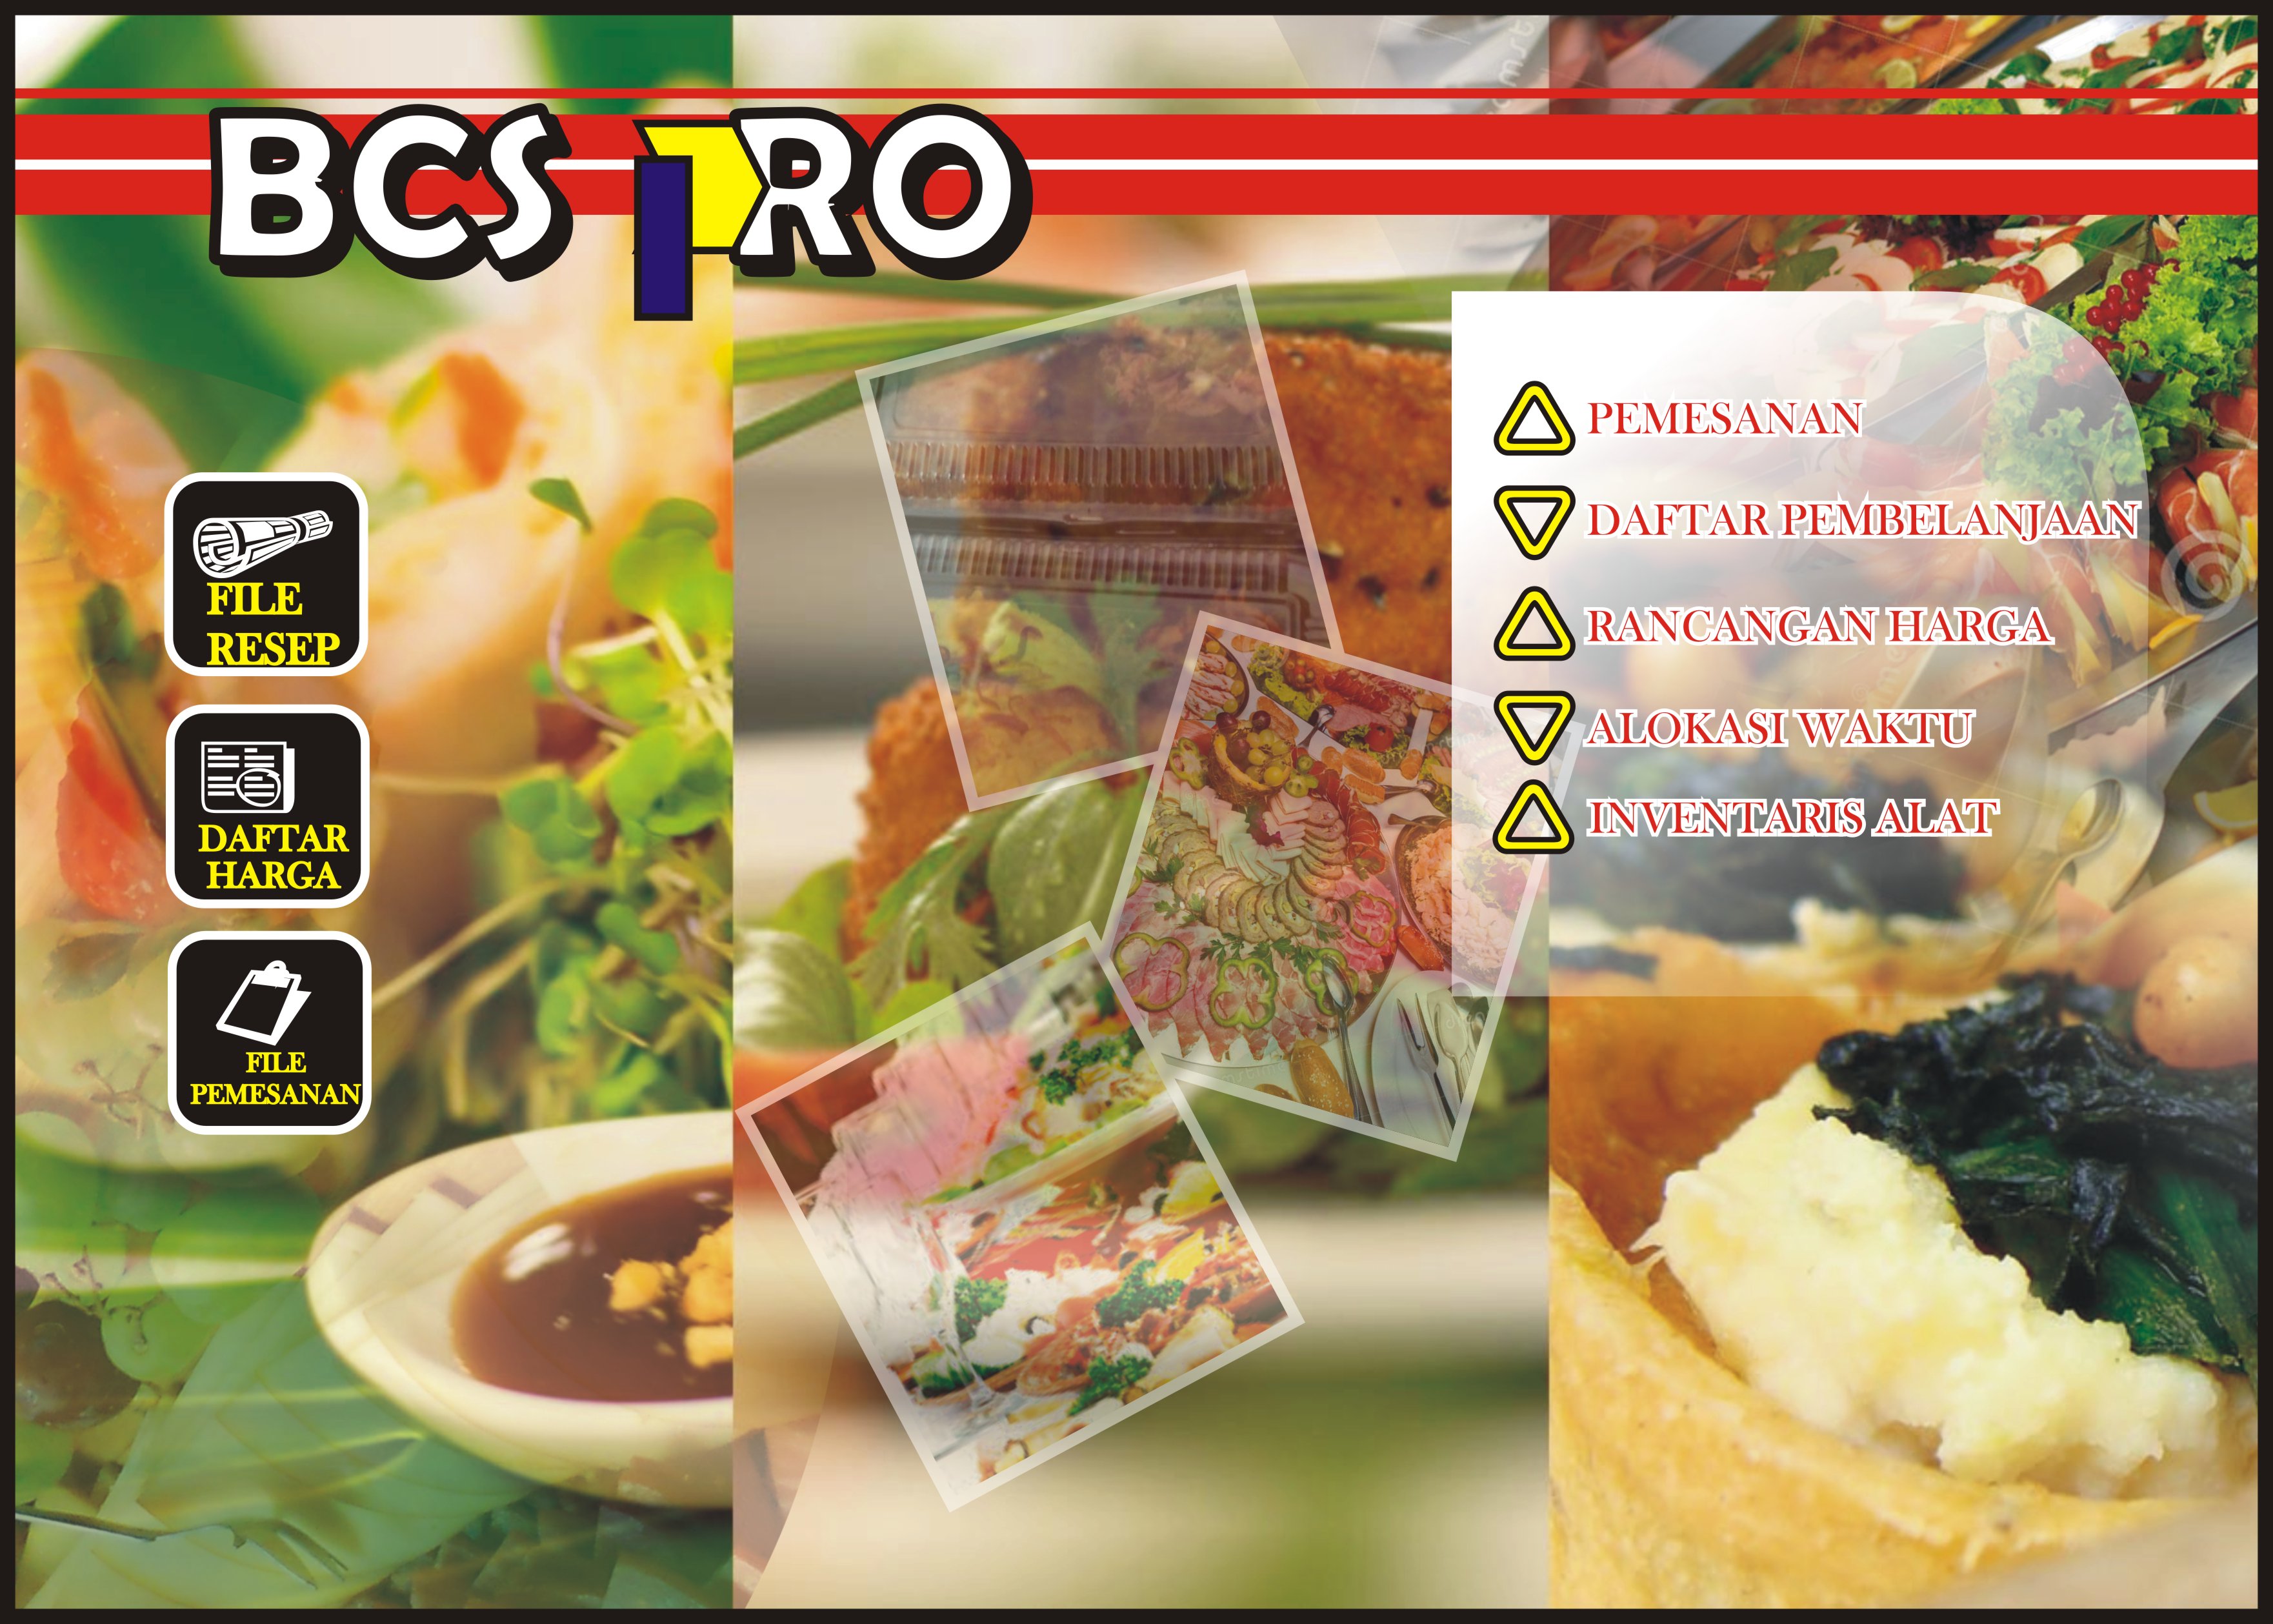 BCS PRO
FILE
RESEP
DAFTAR
HARGA
FILE
PEMESANAN
PEMESANAN
DAFTAR PEMBELANJAAN
RANCANGAN HARGA
ALOKASI WAKTU
INVENTARIS ALAT